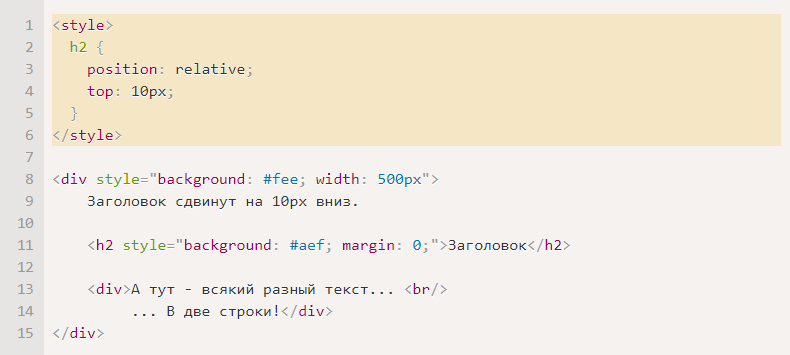 1 <style>
2   h2 {
3     position: relative;
4     top: 10px;
5   }
6 </style>
7
8 <div style="background: #fee; width: 500px">
9     Заголовок сдвинут на 10px вниз.
10
11     <h2 style="background: #aef; margin: 0;">Заголовок</h2>
12
13     <div>А тут - всякий разный текст... <br/>
14          ... В две строки!</div>
15 </div>